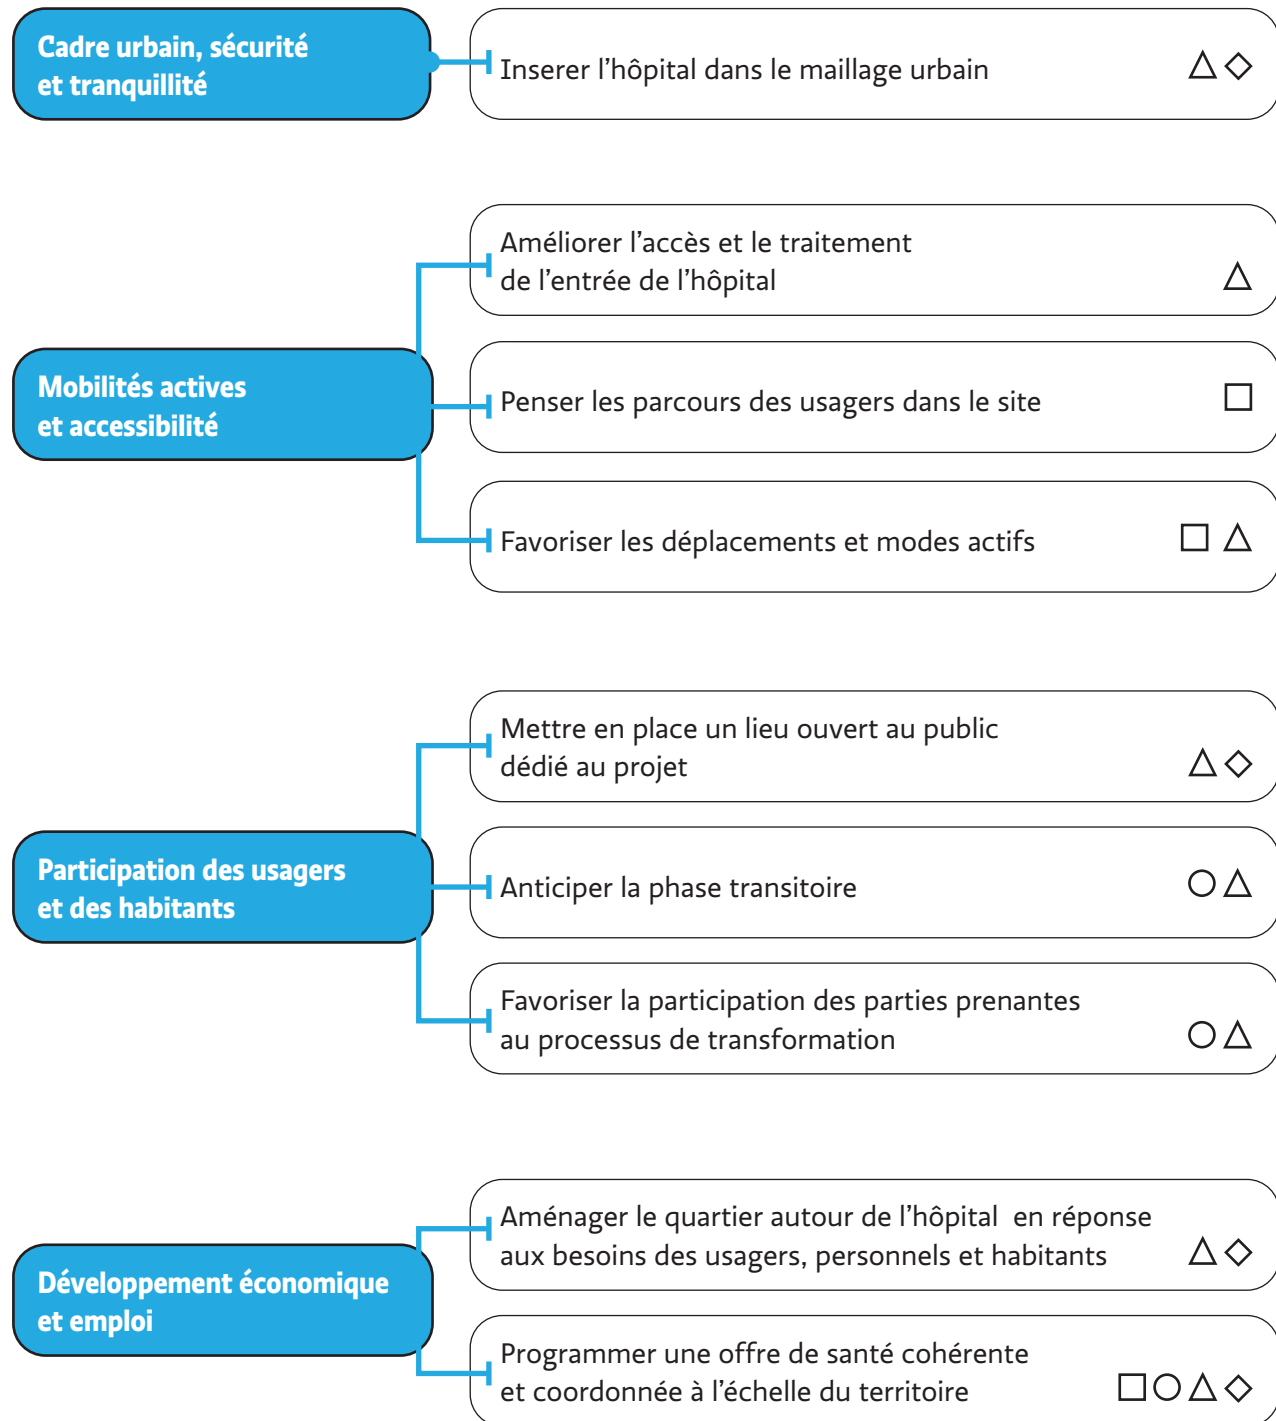 Cadre urbain, sécurité
et tranquillité
Inserer l’hôpital dans le maillage urbain
Améliorer l’accès et le traitement
de l’entrée de l’hôpital
Mobilités actives
et accessibilité
Penser les parcours des usagers dans le site
Favoriser les déplacements et modes actifs
Mettre en place un lieu ouvert au public
dédié au projet
Participation des usagers
et des habitants
Anticiper la phase transitoire
Favoriser la participation des parties prenantes
au processus de transformation
Aménager le quartier autour de l’hôpital  en réponse
aux besoins des usagers, personnels et habitants
Développement économique
et emploi
Programmer une offre de santé cohérente
et coordonnée à l’échelle du territoire